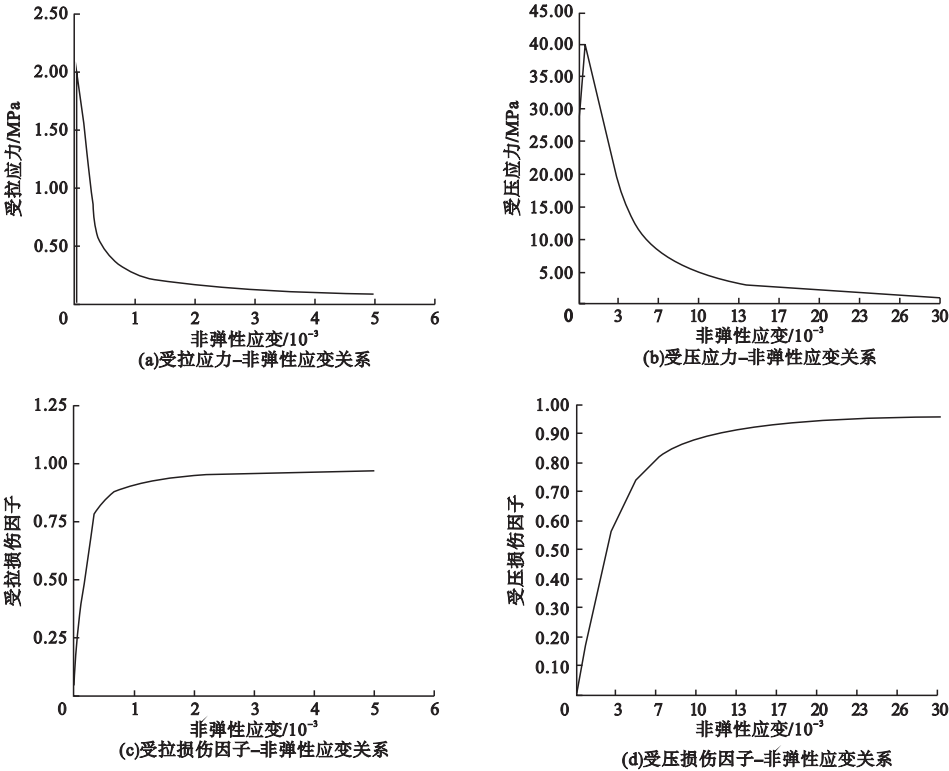 2.50
2.00
1.50
1.00
0.50
受拉应力/MPa
0 1 2 3 4 5 6
非弹性应变/10⁻³
(a)受拉应力–非弹性应变关系
45.00
40.00
35.00
30.00
25.00
20.00
15.00
10.00
5.00
受压应力/MPa
0 3 7 10 13 17 20 23 26 30
非弹性应变/10⁻³
(b)受压应力–非弹性应变关系
1.25
1.00
0.75
0.50
0.25
受拉损伤因子
0 1 2 3 4 5 6
非弹性应变/10⁻³
(c)受拉损伤因子–非弹性应变关系
1.00
0.90
0.80
0.70
0.60
0.50
0.40
0.30
0.20
0.10
受压损伤因子
0 3 7 10 13 17 20 23 26 30
非弹性应变/10⁻³
(d)受压损伤因子–非弹性应变关系